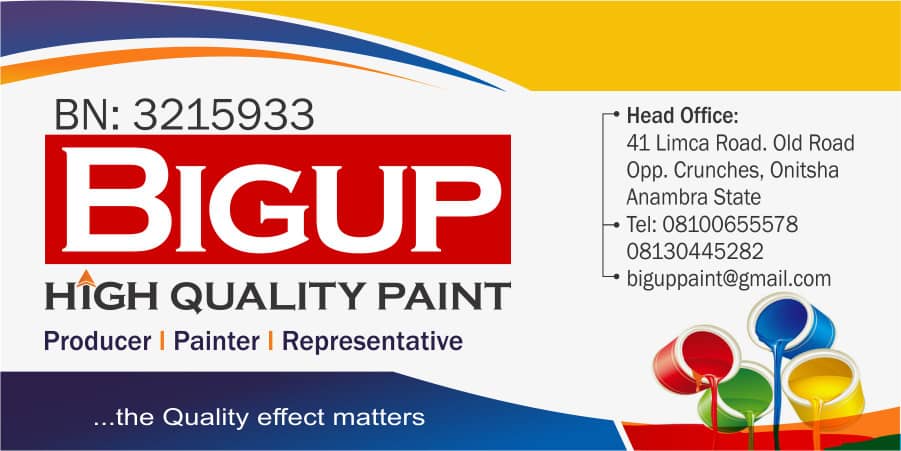 BN: 3215933
BIGUP
HIGH QUALITY PAINT
Producer | Painter | Representative
...the Quality effect matters
Head Office:
41 Limca Road. Old Road
Opp. Crunches, Onitsha
Anambra State
Tel: 08100655578
08130445282
biguppaint@gmail.com